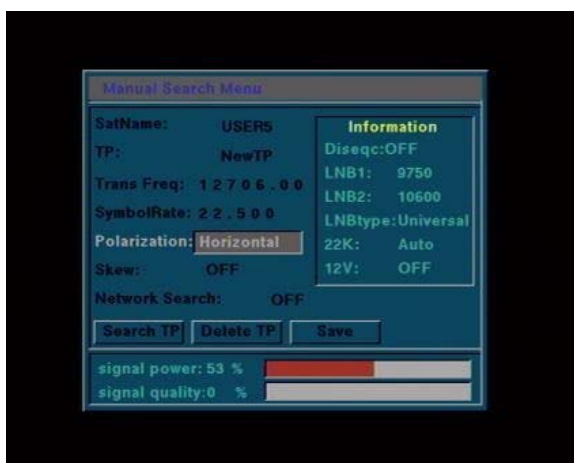 Manual Search Menu
SatName: USER5
TP: NewTP
Trans Freq: 12706.00
SymbolRate: 22.500
Polarization: Horizontal
Skew: OFF
Network Search: OFF
Search TP Delete TP Save
Information
Diseqc:OFF
LNB1: 9750
LNB2: 10600
LNBtype:Universal
22K: Auto
12V: OFF
signal power: 53 %
signal quality:0 %